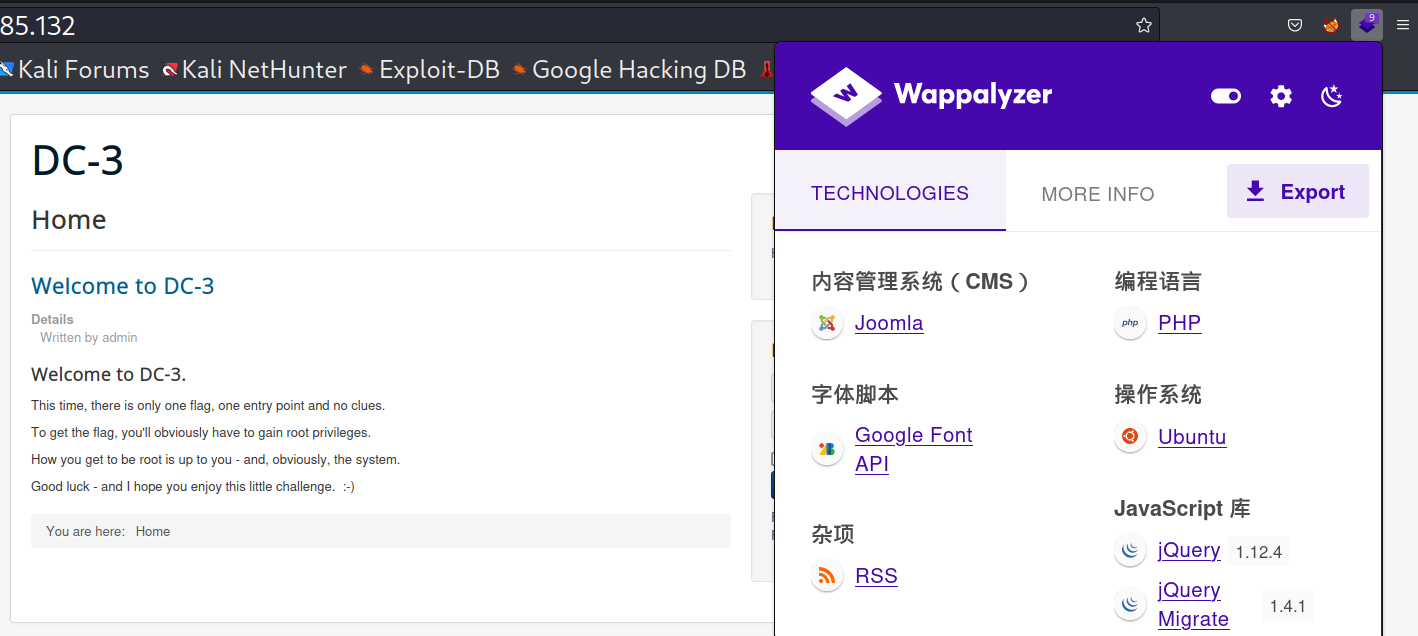 85.132
9
Kali Forums Kali NetHunter Exploit-DB Google Hacking DB
DC-3
Home
Welcome to DC-3
Details
Written by admin
Welcome to DC-3.
This time, there is only one flag, one entry point and no clues.
To get the flag, you'll obviously have to gain root privileges.
How you get to be root is up to you - and, obviously, the system.
Good luck - and I hope you enjoy this little challenge. :-)
You are here: Home
Wappalyzer
TECHNOLOGIES
MORE INFO
Export
内容管理系统（CMS）
Joomla
字体脚本
Google Font
API
杂项
RSS
编程语言
php
PHP
操作系统
Ubuntu
JavaScript 库
jQuery 1.12.4
jQuery
Migrate 1.4.1